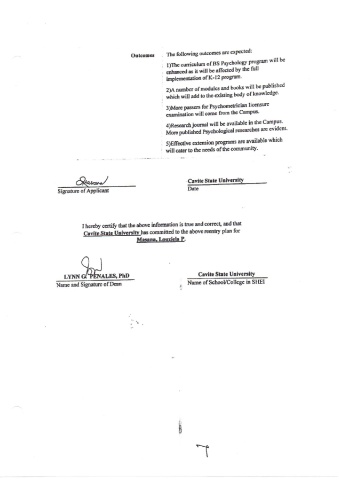 Outcomes The following outcomes are expected:
1)The curriculum of BS Psychology program will be
enhanced as it will be affected by the full
implementation of K-12 program.
2)A number of modules and books will be published
which will add to the existing body of knowledge.
3)More passers for Psychometrician licensure
examination will come from the Campus.
4)Research journal will be available in the Campus.
More published Psychological researches are evident.
5)Effective extension programs are available which
will cater to the needs of the community.
Signature of Applicant
Cavite State University
Date
I hereby certify that the above information is true and correct, and that
Cavite State University has committed to the above reentry plan for
P.
LYNN G. PENALES, PhD
Name and Signature of Dean
Cavite State University
Name of School/College in SHEI